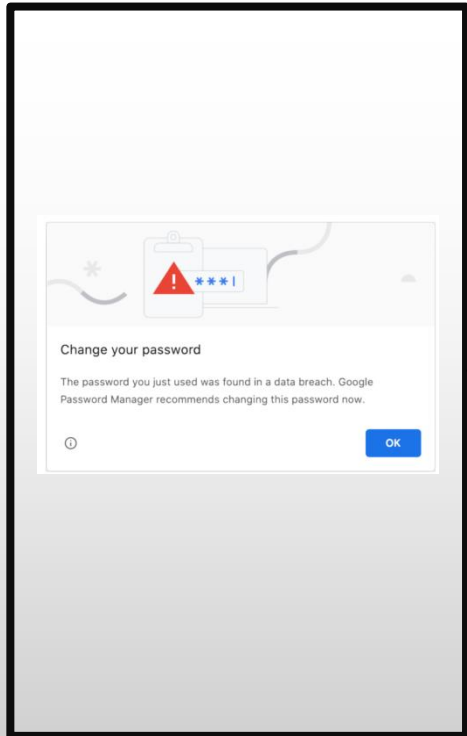 ***|
Change your password
The password you just used was found in a data breach. Google
Password Manager recommends changing this password now.
OK